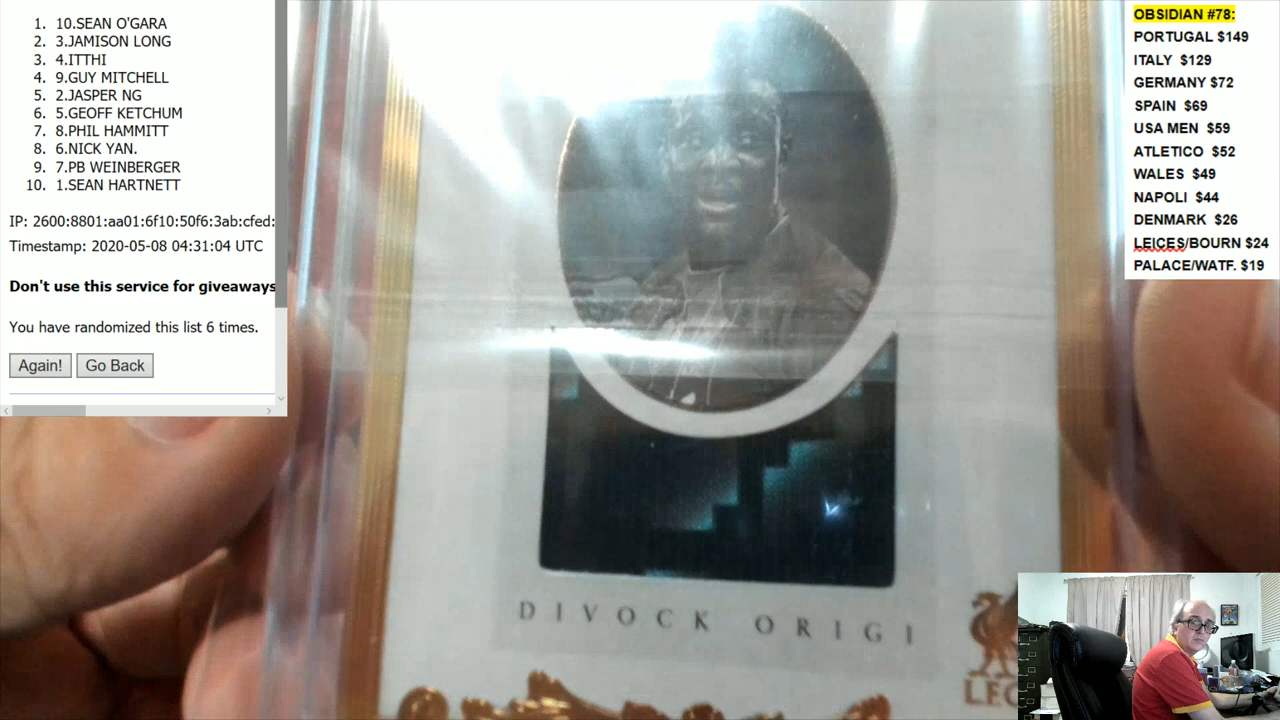 1. 10.SEAN O'GARA
2. 3.JAMISON LONG
3. 4.ITTHI
4. 9.GUY MITCHELL
5. 2.JASPER NG
6. 5.GEOFF KETCHUM
7. 8.PHIL HAMMITT
8. 6.NICK YAN.
9. 7.PB WEINBERGER
10. 1.SEAN HARTNETT
IP: 2600:8801:aa01:6f10:50f6:3ab:cfed:
Timestamp: 2020-05-08 04:31:04 UTC
Don't use this service for giveaways
You have randomized this list 6 times.
Again! Go Back
DIVOCK ORIGI
OBSIDIAN #78:
PORTUGAL $149
ITALY $129
GERMANY $72
SPAIN $69
USA MEN $59
ATLETICO $52
WALES $49
NAPOLI $44
DENMARK $26
LEICES/BOURN $24
PALACE/WATF. $19